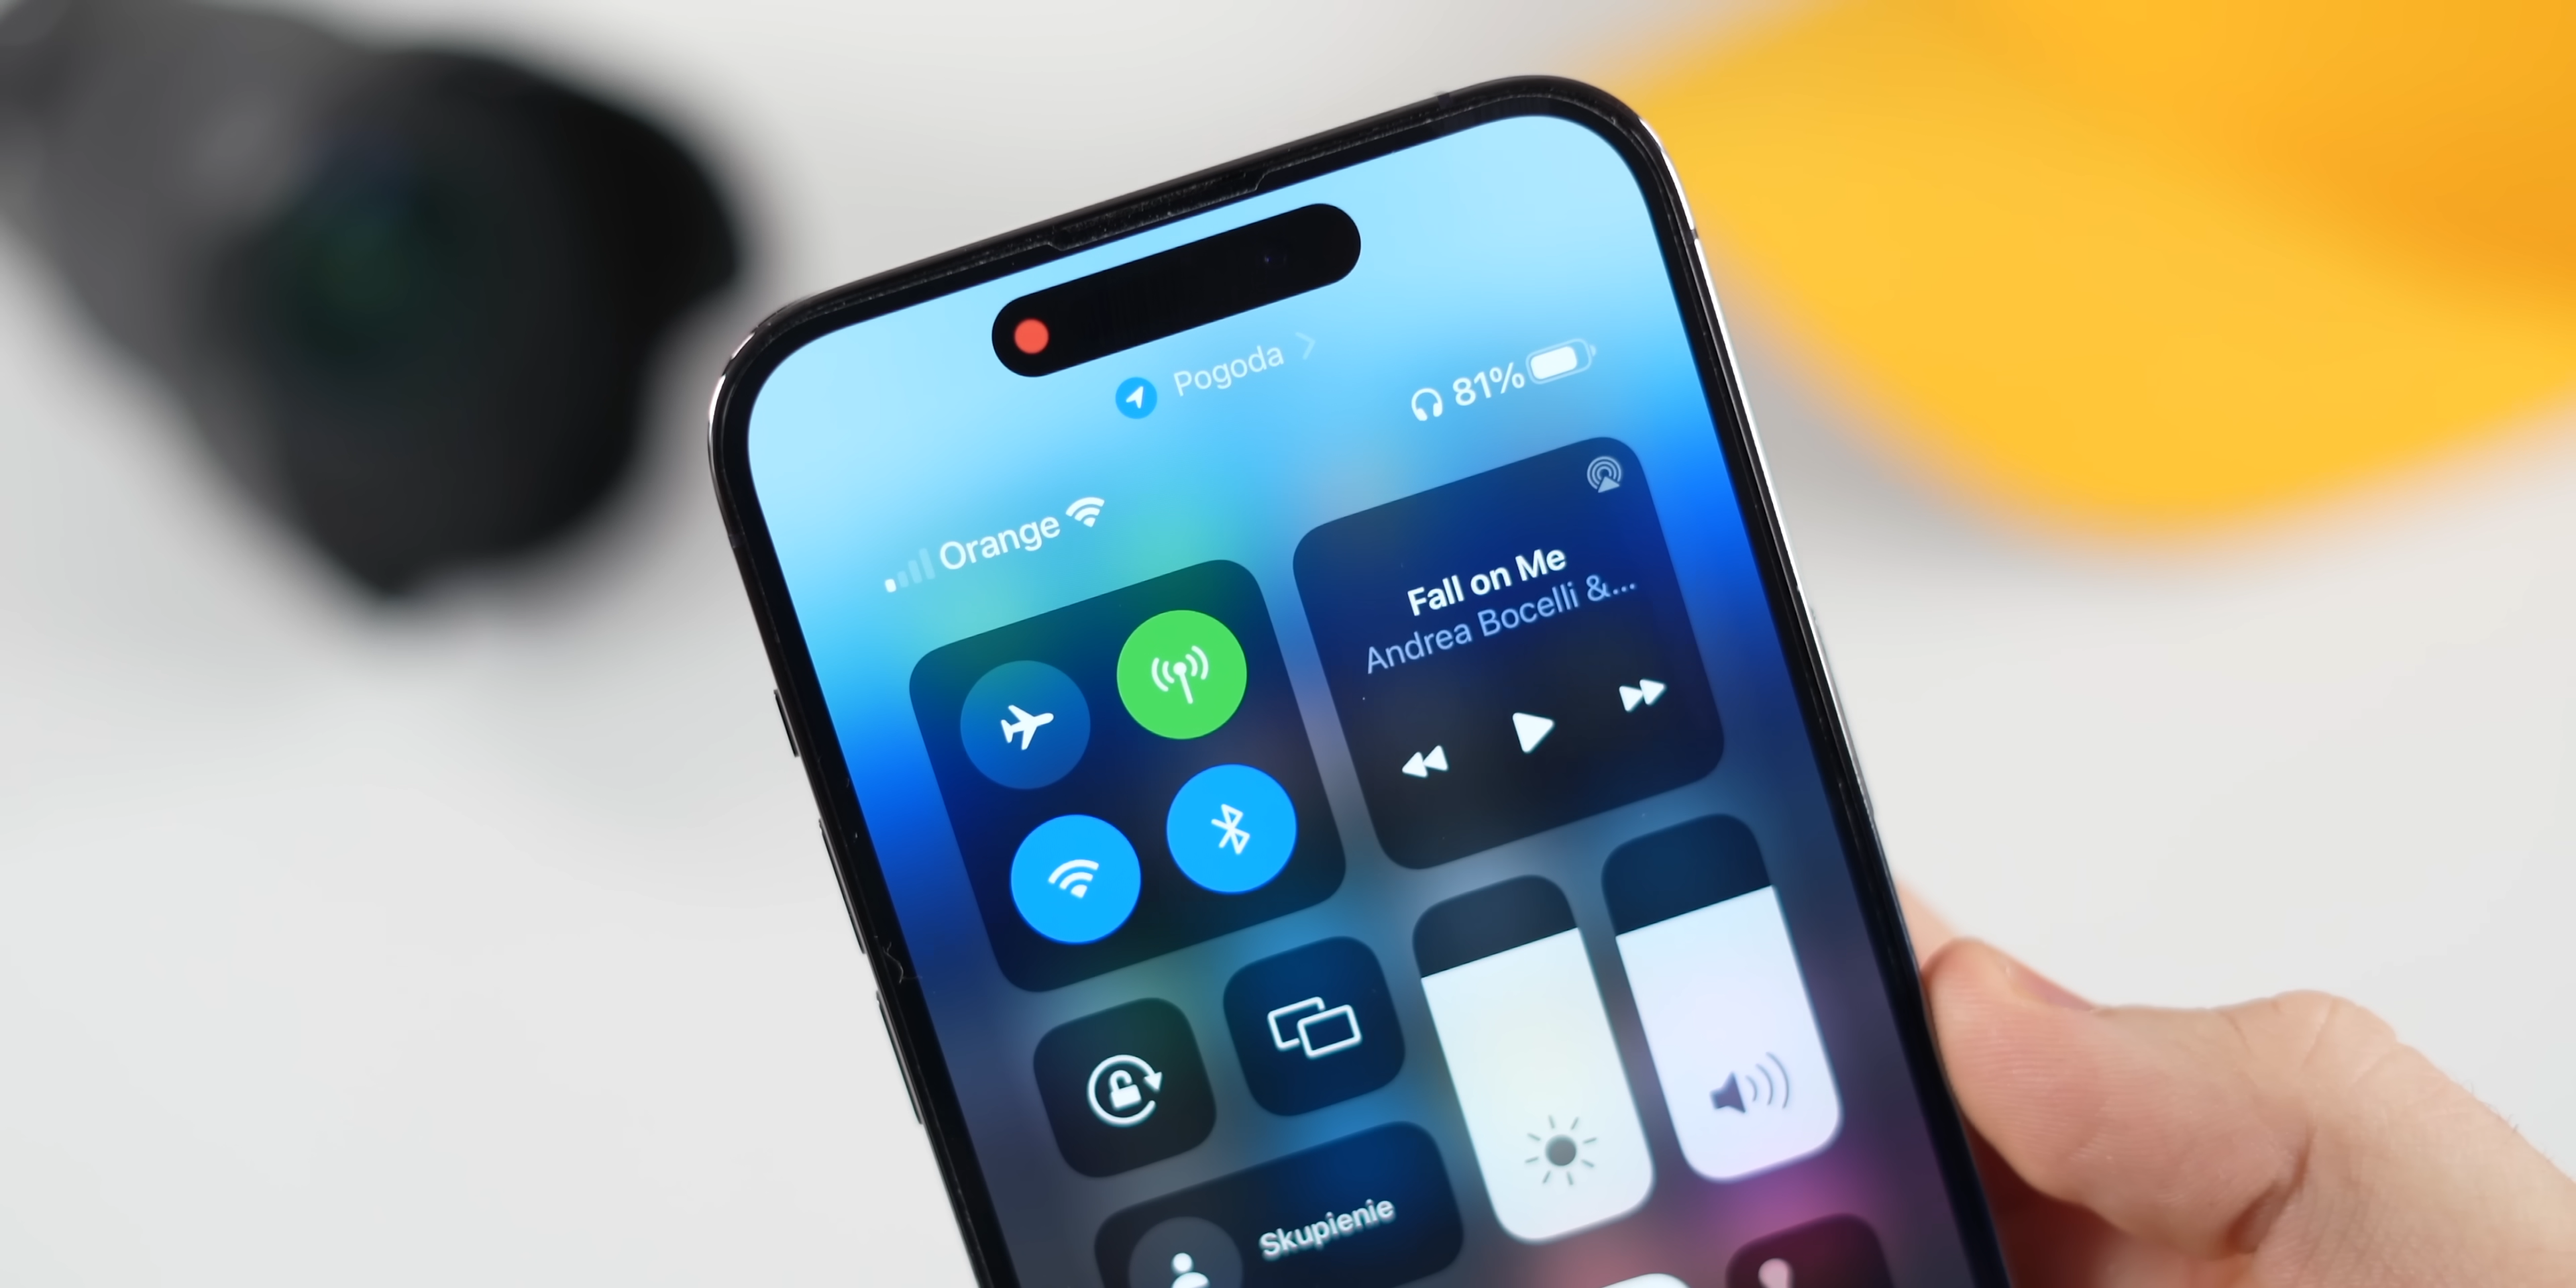 Pogoda
81%
Orange
Fall on Me
Andrea Bocelli &...
Skupienie